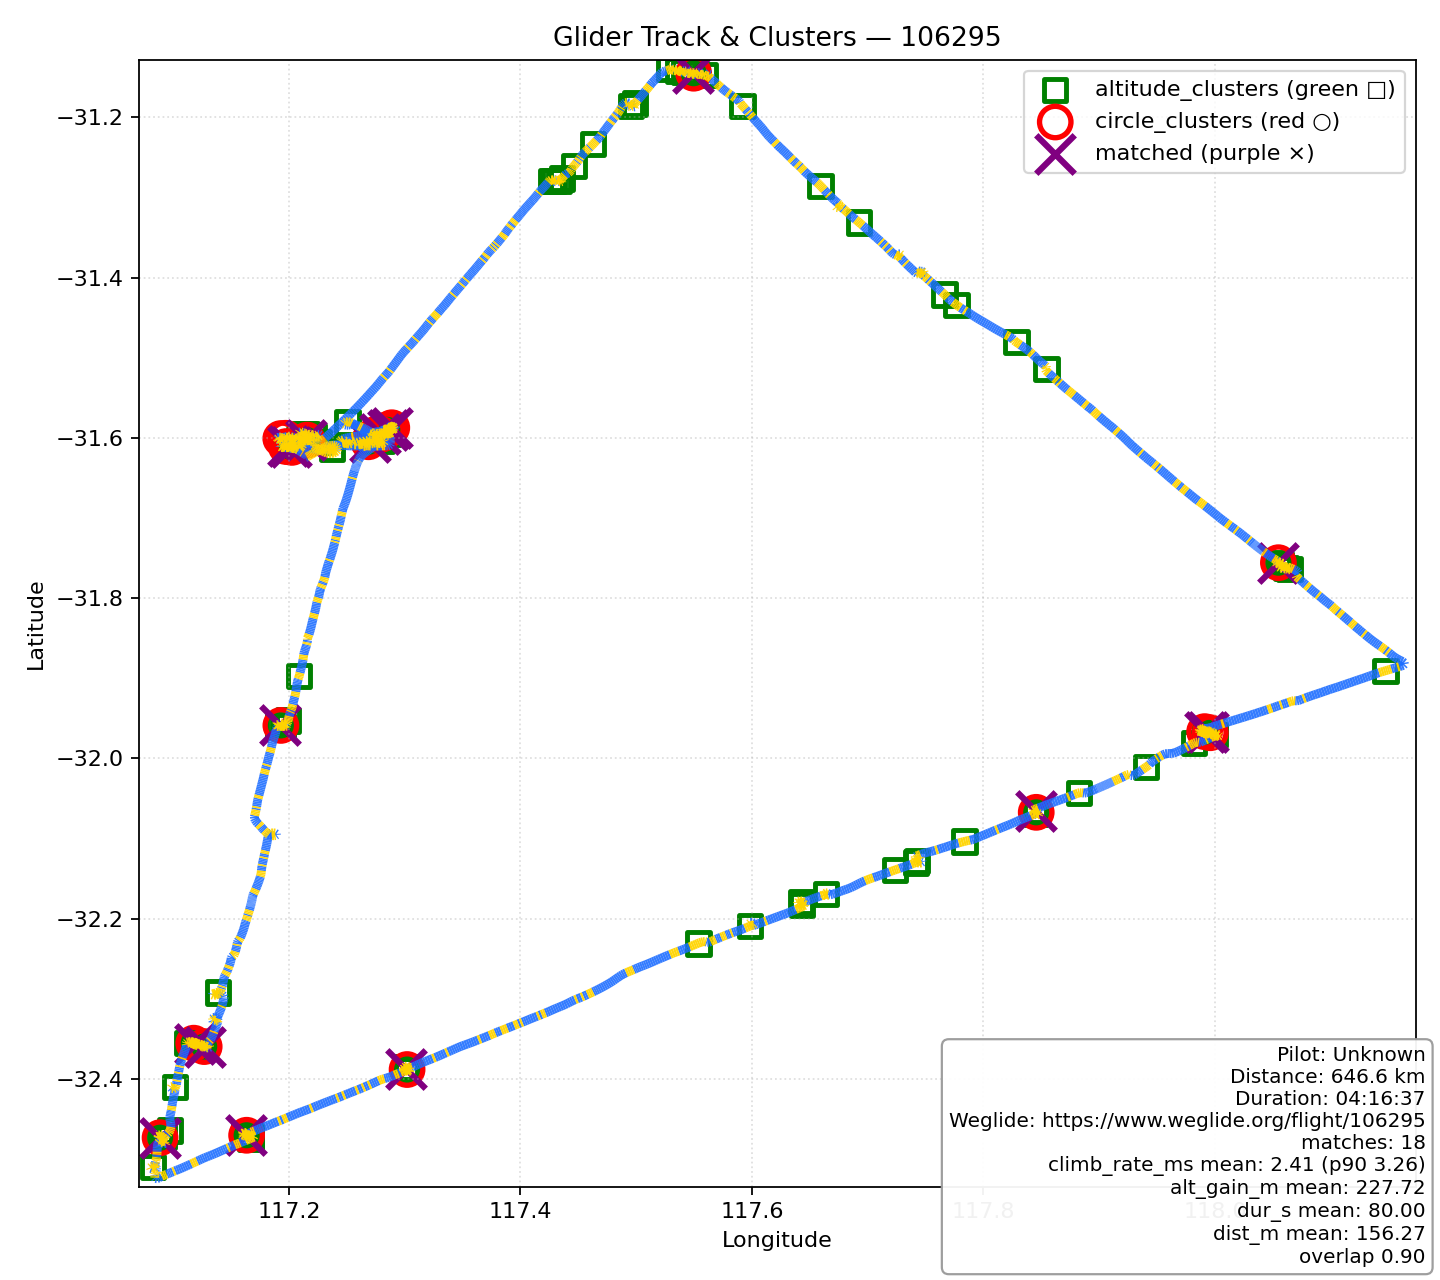 Glider Track & Clusters — 106295
altitude_clusters (green □)
circle_clusters (red ○)
matched (purple ×)
−31.2
−31.4
−31.6
−31.8
−32.0
−32.2
−32.4
Latitude
117.2
117.4
117.6
117.8
Longitude
Pilot: Unknown
Distance: 646.6 km
Duration: 04:16:37
Weglide: https://www.weglide.org/flight/106295
matches: 18
climb_rate_ms mean: 2.41 (p90 3.26)
alt_gain_m mean: 227.72
dur_s mean: 80.00
dist_m mean: 156.27
overlap 0.90